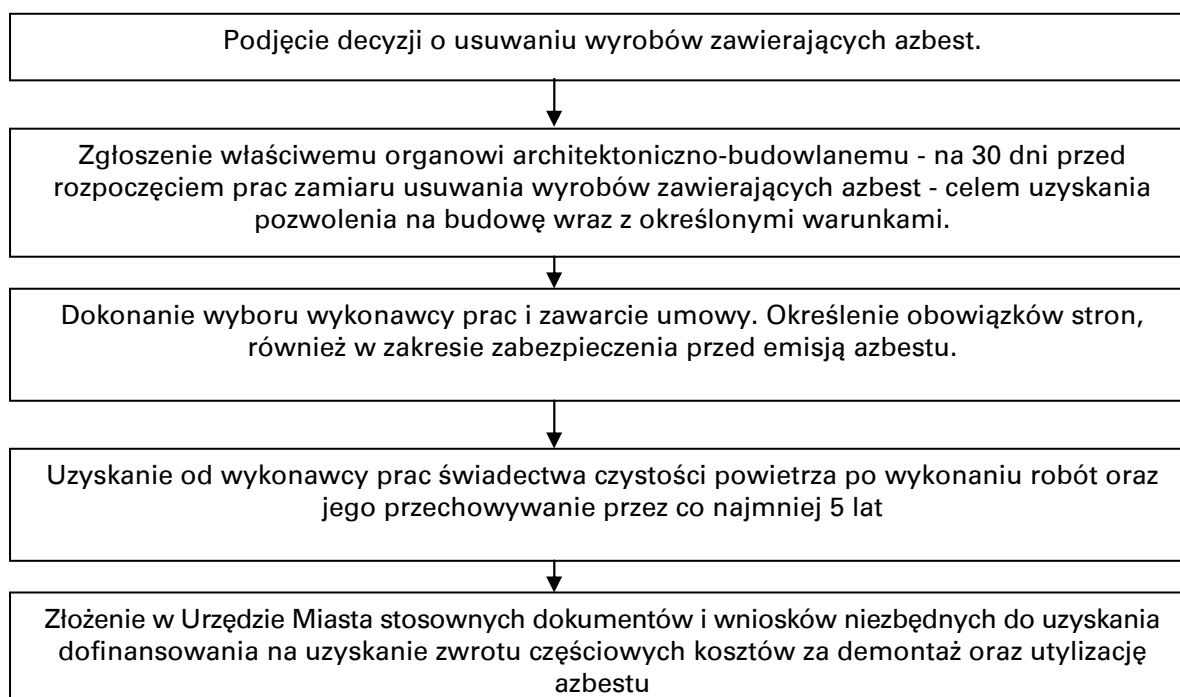 Podjęcie decyzji o usuwaniu wyrobów zawierających azbest.
Zgłoszenie właściwemu organowi architektoniczno-budowlanemu - na 30 dni przed
rozpoczęciem prac zamiaru usuwania wyrobów zawierających azbest - celem uzyskania
pozwolenia na budowę wraz z określonymi warunkami.
Dokonanie wyboru wykonawcy prac i zawarcie umowy. Określenie obowiązków stron,
również w zakresie zabezpieczenia przed emisją azbestu.
Uzyskanie od wykonawcy prac świadectwa czystości powietrza po wykonaniu robót oraz
jego przechowywanie przez co najmniej 5 lat
Złożenie w Urzędzie Miasta stosownych dokumentów i wniosków niezbędnych do uzyskania
dofinansowania na uzyskanie zwrotu częściowych kosztów za demontaż oraz utylizację
azbestu